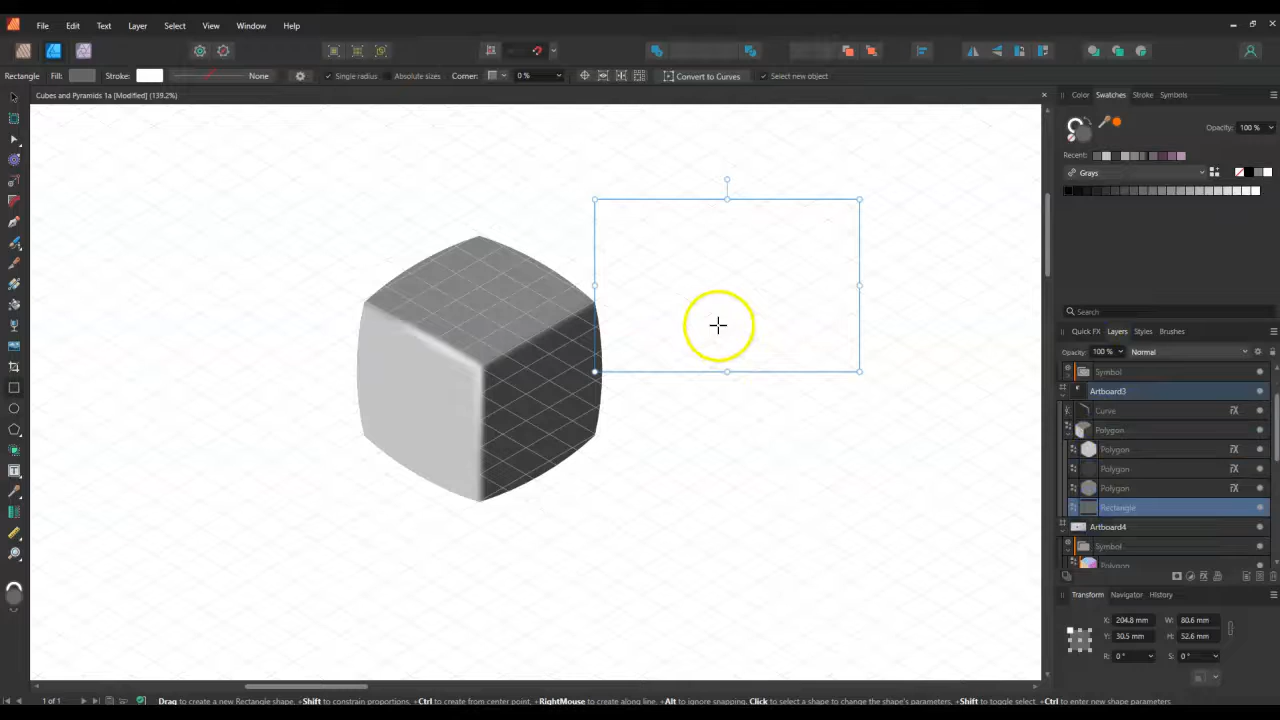 File Edit Text Layer Select View Window Help
Rectangle Fill: Stroke: None Single radius Absolute sizes Corner: 0 % Convert to Curves Select new object
Cubes and Pyramids 1a [Modified] (139.2%)
Color Swatches Stroke Symbols
Opacity: 100 %
Recent:
Grays
Search
Quick FX Layers Styles Brushes
Opacity: 100 % Normal
Symbol
Artboard3
Curve
Polygon
Polygon
Polygon
Polygon
Rectangle
Artboard4
Symbol
Polygon
Transform Navigator History
X: 204.8 mm W: 80.6 mm
Y: 30.5 mm H: 52.6 mm
R: 0 ° S: 0 °
1 of 1 Drag to create a new Rectangle shape. +Shift to constrain proportions. +Ctrl to create from center point. +RightMouse to create along line. +Alt to ignore snapping. Click to select a shape to change the shape's parameters. +Shift to toggle select. +Ctrl to enter new shape parameters.